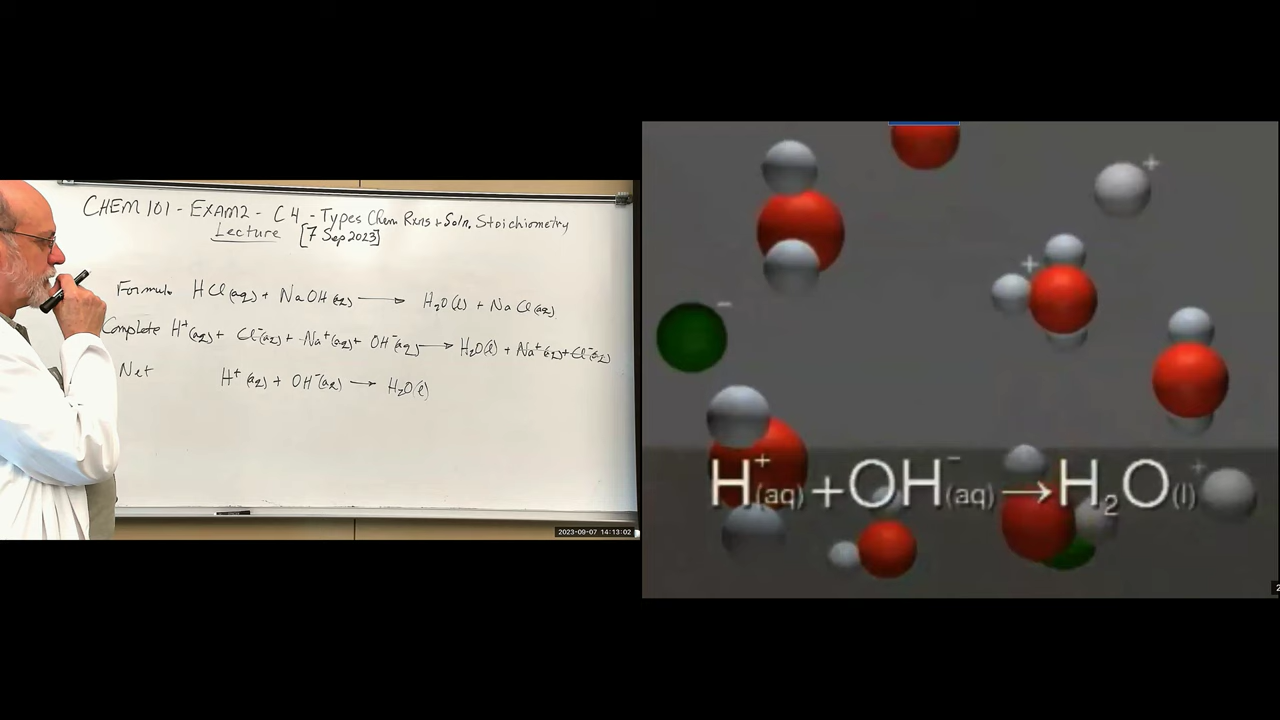 CHEM 101 - EXAM2 - C 4 - Types Chem Rxns + Soln. Stoichiometry
Lecture [7 Sep 2023]
Formula HCl(aq) + NaOH(aq) → H₂O(l) + NaCl(aq)
Complete H⁺(aq) + Cl⁻(aq) + Na⁺(aq) + OH⁻(aq) → H₂O(l) + Na⁺(aq) + Cl⁻(aq)
Net H⁺(aq) + OH⁻(aq) → H₂O(l)
2023-09-07 14:13:02
+
−
+
H⁺(aq) + OH⁻(aq) → H₂O(l)
+
2